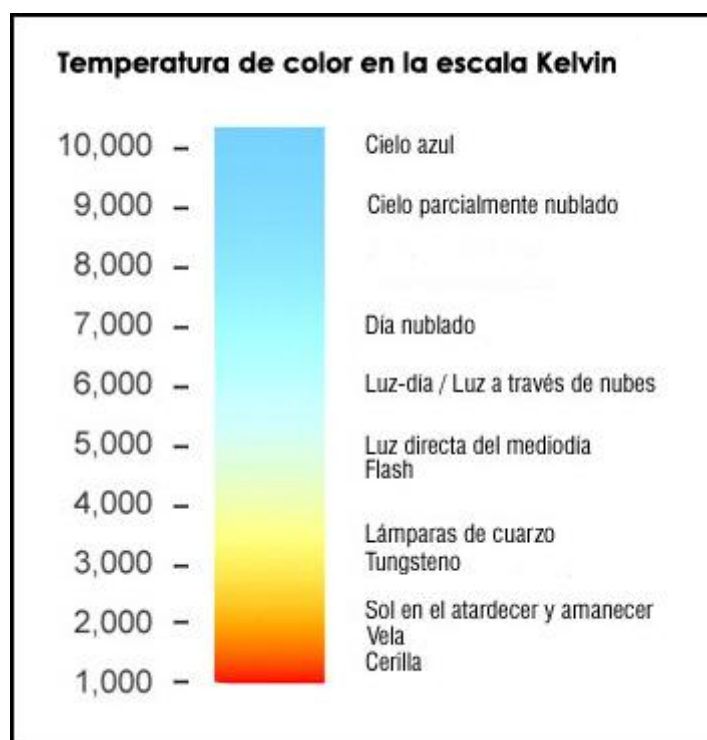 Temperatura de color en la escala Kelvin
10,000 – Cielo azul
9,000 – Cielo parcialmente nublado
8,000 –
7,000 – Día nublado
6,000 – Luz-día / Luz a través de nubes
5,000 – Luz directa del mediodía
Flash
4,000 –
Lámparas de cuarzo
3,000 – Tungsteno
2,000 – Sol en el atardecer y amanecer
Vela
Cerilla
1,000 –